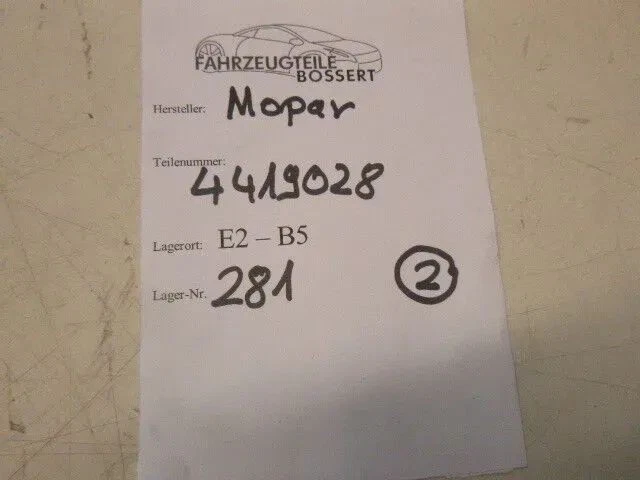 FAHRZEUGTEILE
BOSSERT
Hersteller: Mopar
Teilenummer: 4419028
Lagerort: E2 – B5
Lager-Nr. 281
2